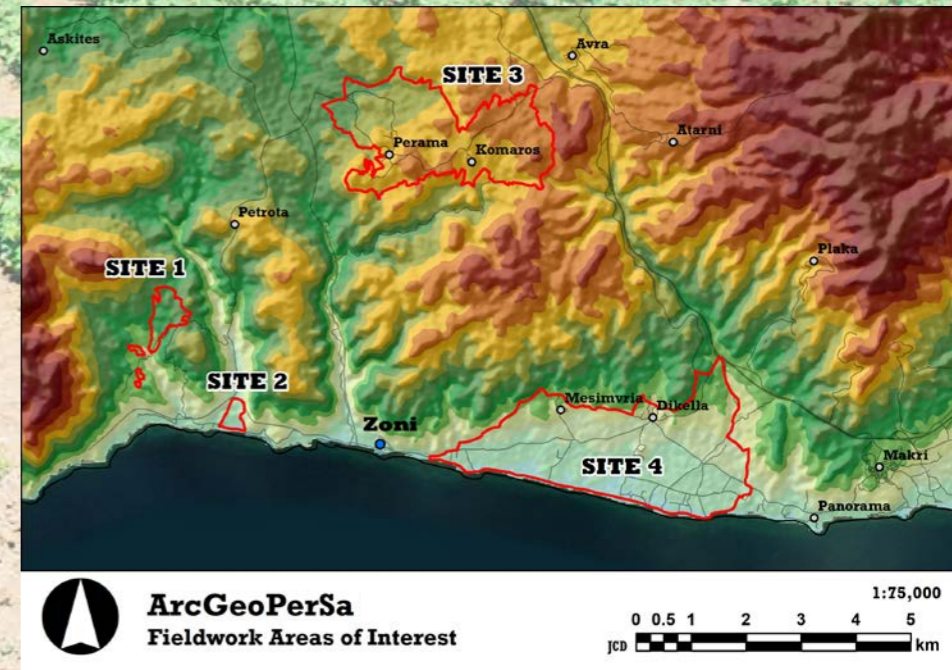 Askites
Avra
SITE 3
Atarni
Perama
Komaros
Petrota
Plaka
SITE 1
SITE 2
Mesimvria
Dikella
Zoni
SITE 4
Makri
Panorama
ArcGeoPerSa
Fieldwork Areas of Interest
1:75,000
0 0.5 1 2 3 4 5
JCD
km